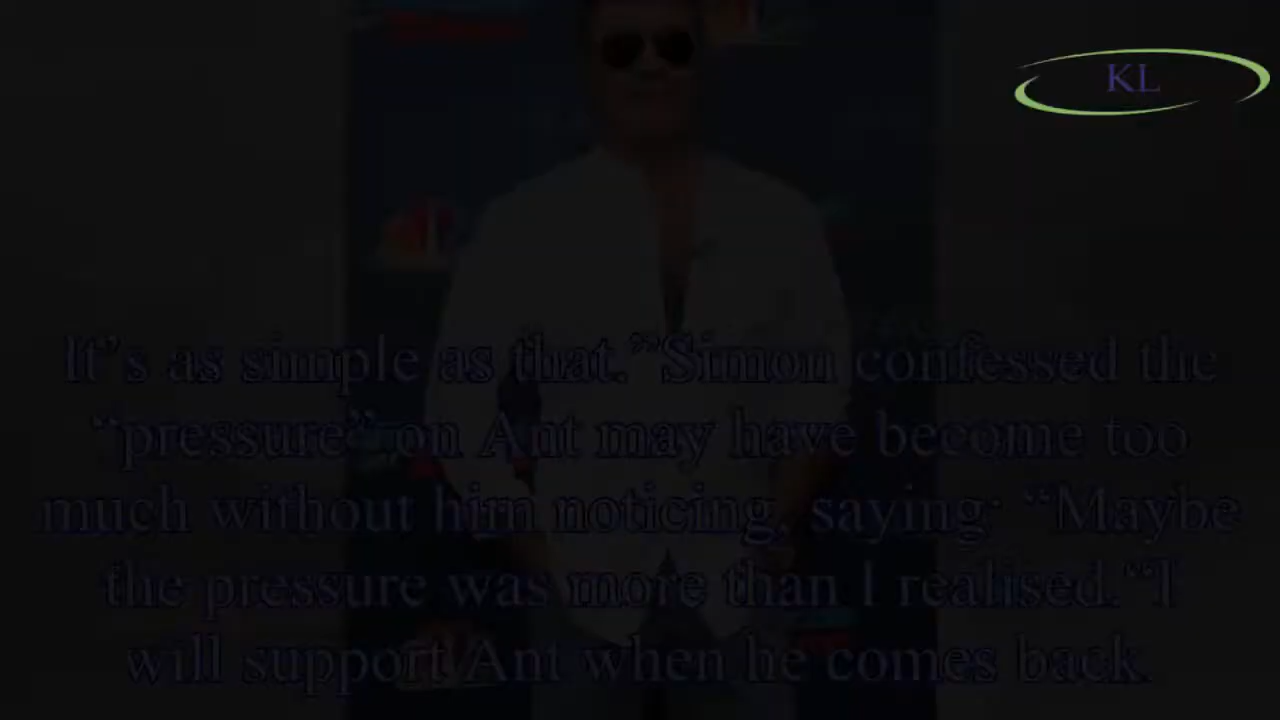 KL
It’s as simple as that.”Simon confessed the
“pressure” on Ant may have become too
much without him noticing, saying: “Maybe
the pressure was more than I realised.“I
will support Ant when he comes back.